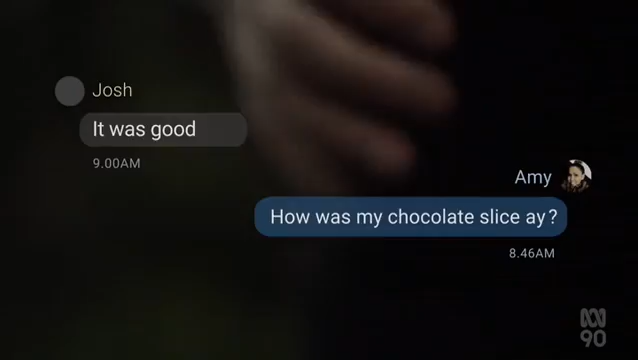 Josh
It was good
9.00AM
Amy
How was my chocolate slice ay?
8.46AM
90